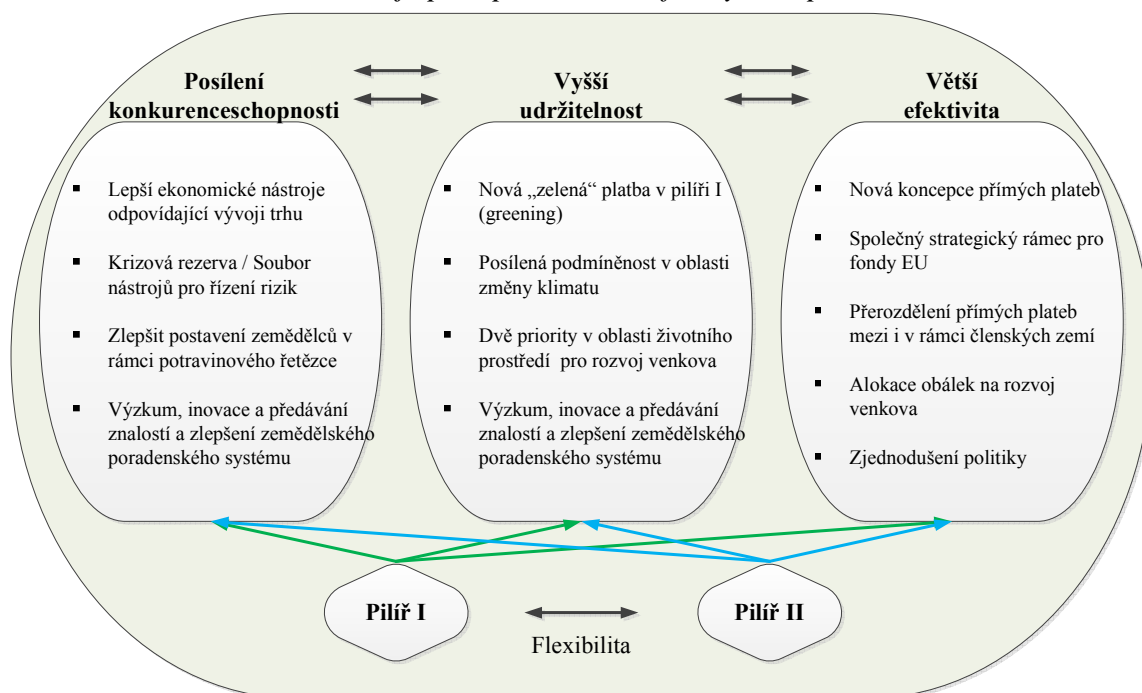 Posílení
konkurenceschopnosti
Lepší ekonomické nástroje
odpovídající vývoji trhu
Krizová rezerva / Soubor
nástrojů pro řízení rizik
Zlepšit postavení zemědělců v
rámci potravinového řetězce
Výzkum, inovace a předávání
znalostí a zlepšení zemědělského
poradenského systému
Vyšší
udržitelnost
Nová „zelená“ platba v pilíři I
(greening)
Posílená podmíněnost v oblasti
změny klimatu
Dvě priority v oblasti životního
prostředí pro rozvoj venkova
Výzkum, inovace a předávání
znalostí a zlepšení zemědělského
poradenského systému
Větší
efektivita
Nová koncepce přímých plateb
Společný strategický rámec pro
fondy EU
Přerozdělení přímých plateb
mezi i v rámci členských zemí
Alokace obálek na rozvoj
venkova
Zjednodušení politiky
Pilíř I
Pilíř II
Flexibilita